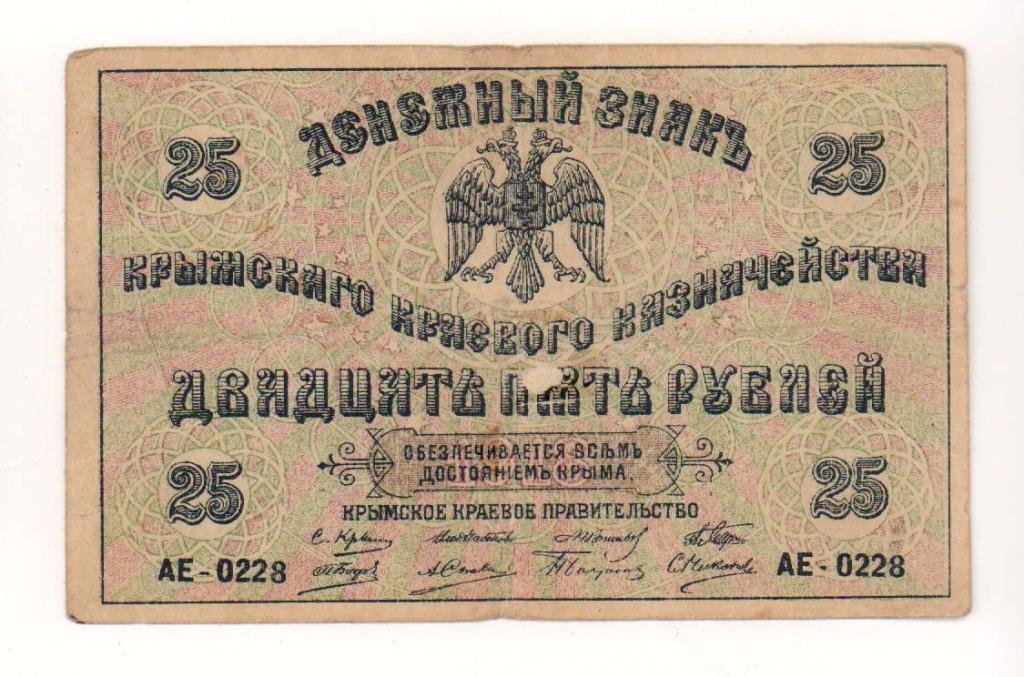 ДЕНЕЖНЫЙ ЗНАКЪ
25 25
КРЫМСКАГО КРАЕВОГО КАЗНАЧЕЙСТВА
ДВАДЦАТЬ ПЯТЬ РУБЛЕЙ
25 25
ОБЕЗПЕЧИВАЕТСЯ ВСѢМЪ
ДОСТОЯНІЕМЪ КРЫМА.
КРЫМСКОЕ КРАЕВОЕ ПРАВИТЕЛЬСТВО
С. Крым
АЕ-0228 АЕ-0228